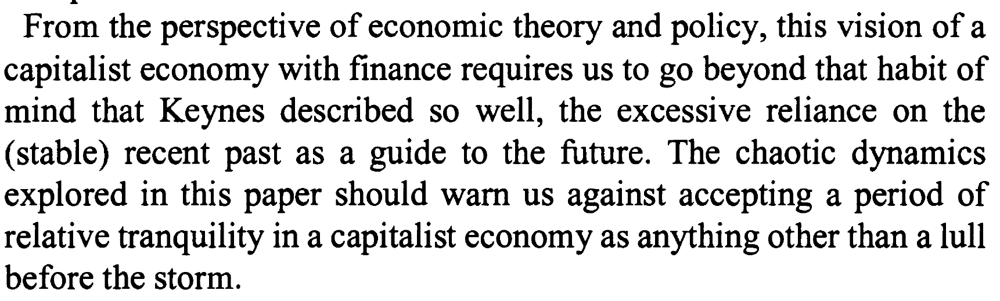 From the perspective of economic theory and policy, this vision of a
capitalist economy with finance requires us to go beyond that habit of
mind that Keynes described so well, the excessive reliance on the
(stable) recent past as a guide to the future. The chaotic dynamics
explored in this paper should warn us against accepting a period of
relative tranquility in a capitalist economy as anything other than a lull
before the storm.